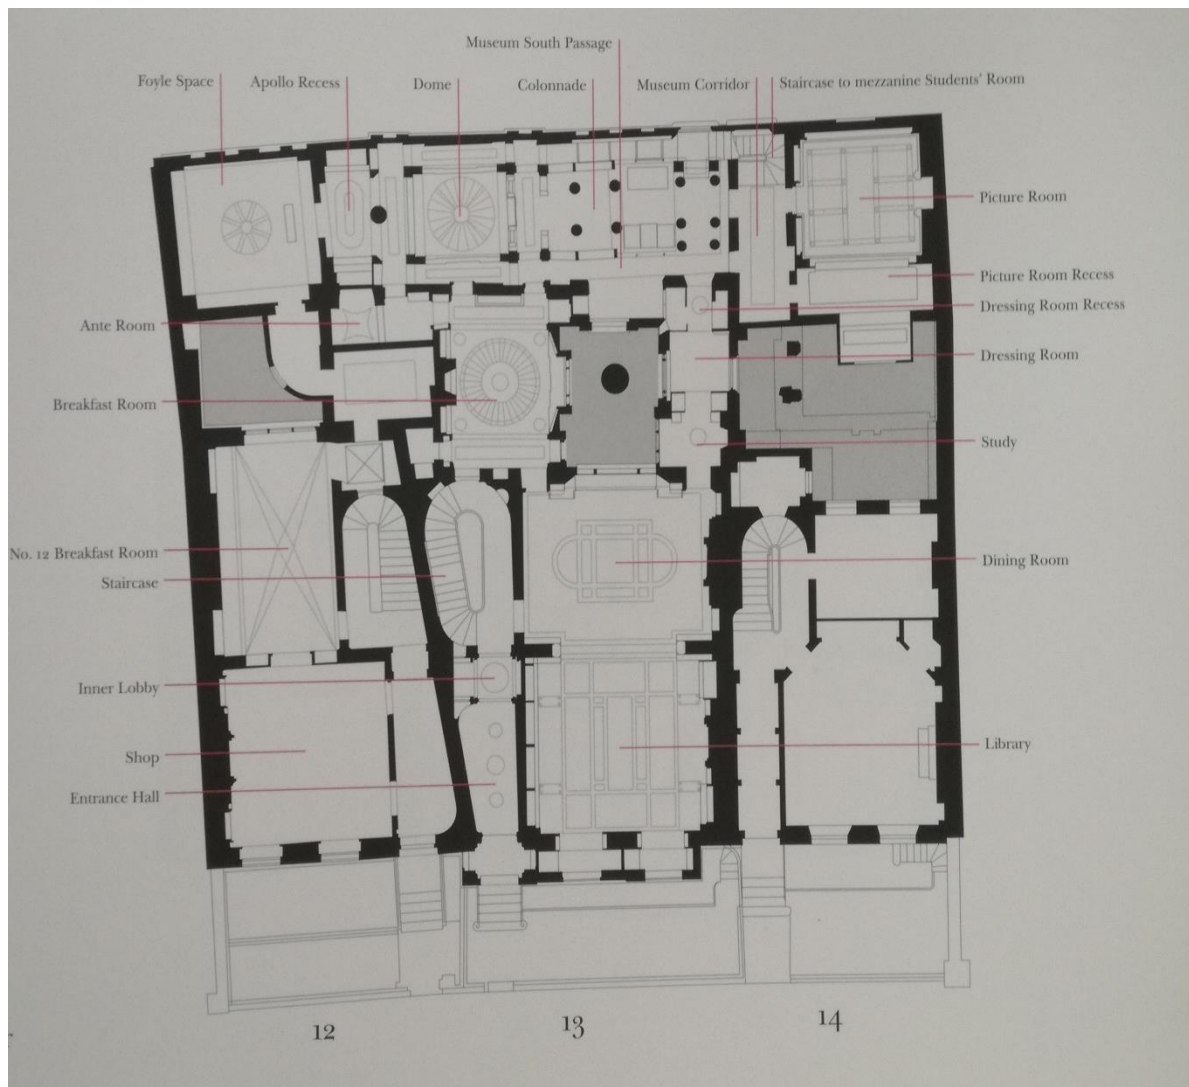 Museum South Passage
Foyle Space
Apollo Recess
Dome
Colonnade
Museum Corridor
Staircase to mezzanine Students' Room
Picture Room
Picture Room Recess
Dressing Room Recess
Ante Room
Dressing Room
Breakfast Room
Study
No. 12 Breakfast Room
Dining Room
Staircase
Inner Lobby
Library
Shop
Entrance Hall
12
13
14